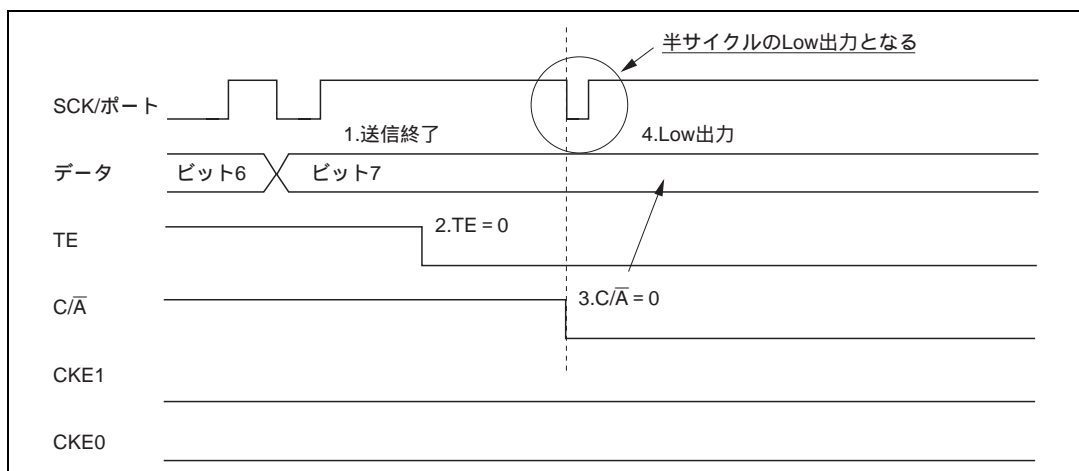 半サイクルのLow出力となる
SCK/ポート
1.送信終了
4.Low出力
データ
ビット6
ビット7
TE
2.TE = 0
C/A̅
3.C/A̅ = 0
CKE1
CKE0